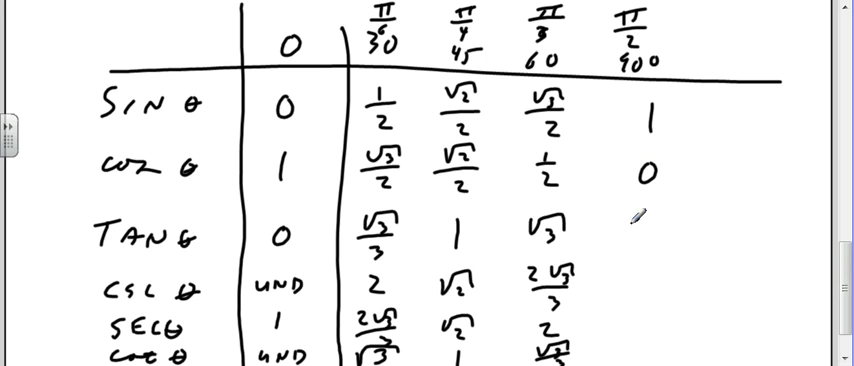 π/6 π/4 π/3 π/2
0 30 45 60 90°
SIN θ 0 1/2 √2/2 √3/2 1
cos θ 1 √3/2 √2/2 1/2 0
TAN θ 0 √3/3 1 √3
CSC θ UND 2 √2 2√3/3
SEC θ 1 2√3/3 √2 2
cot θ UND √3 1 √3/3